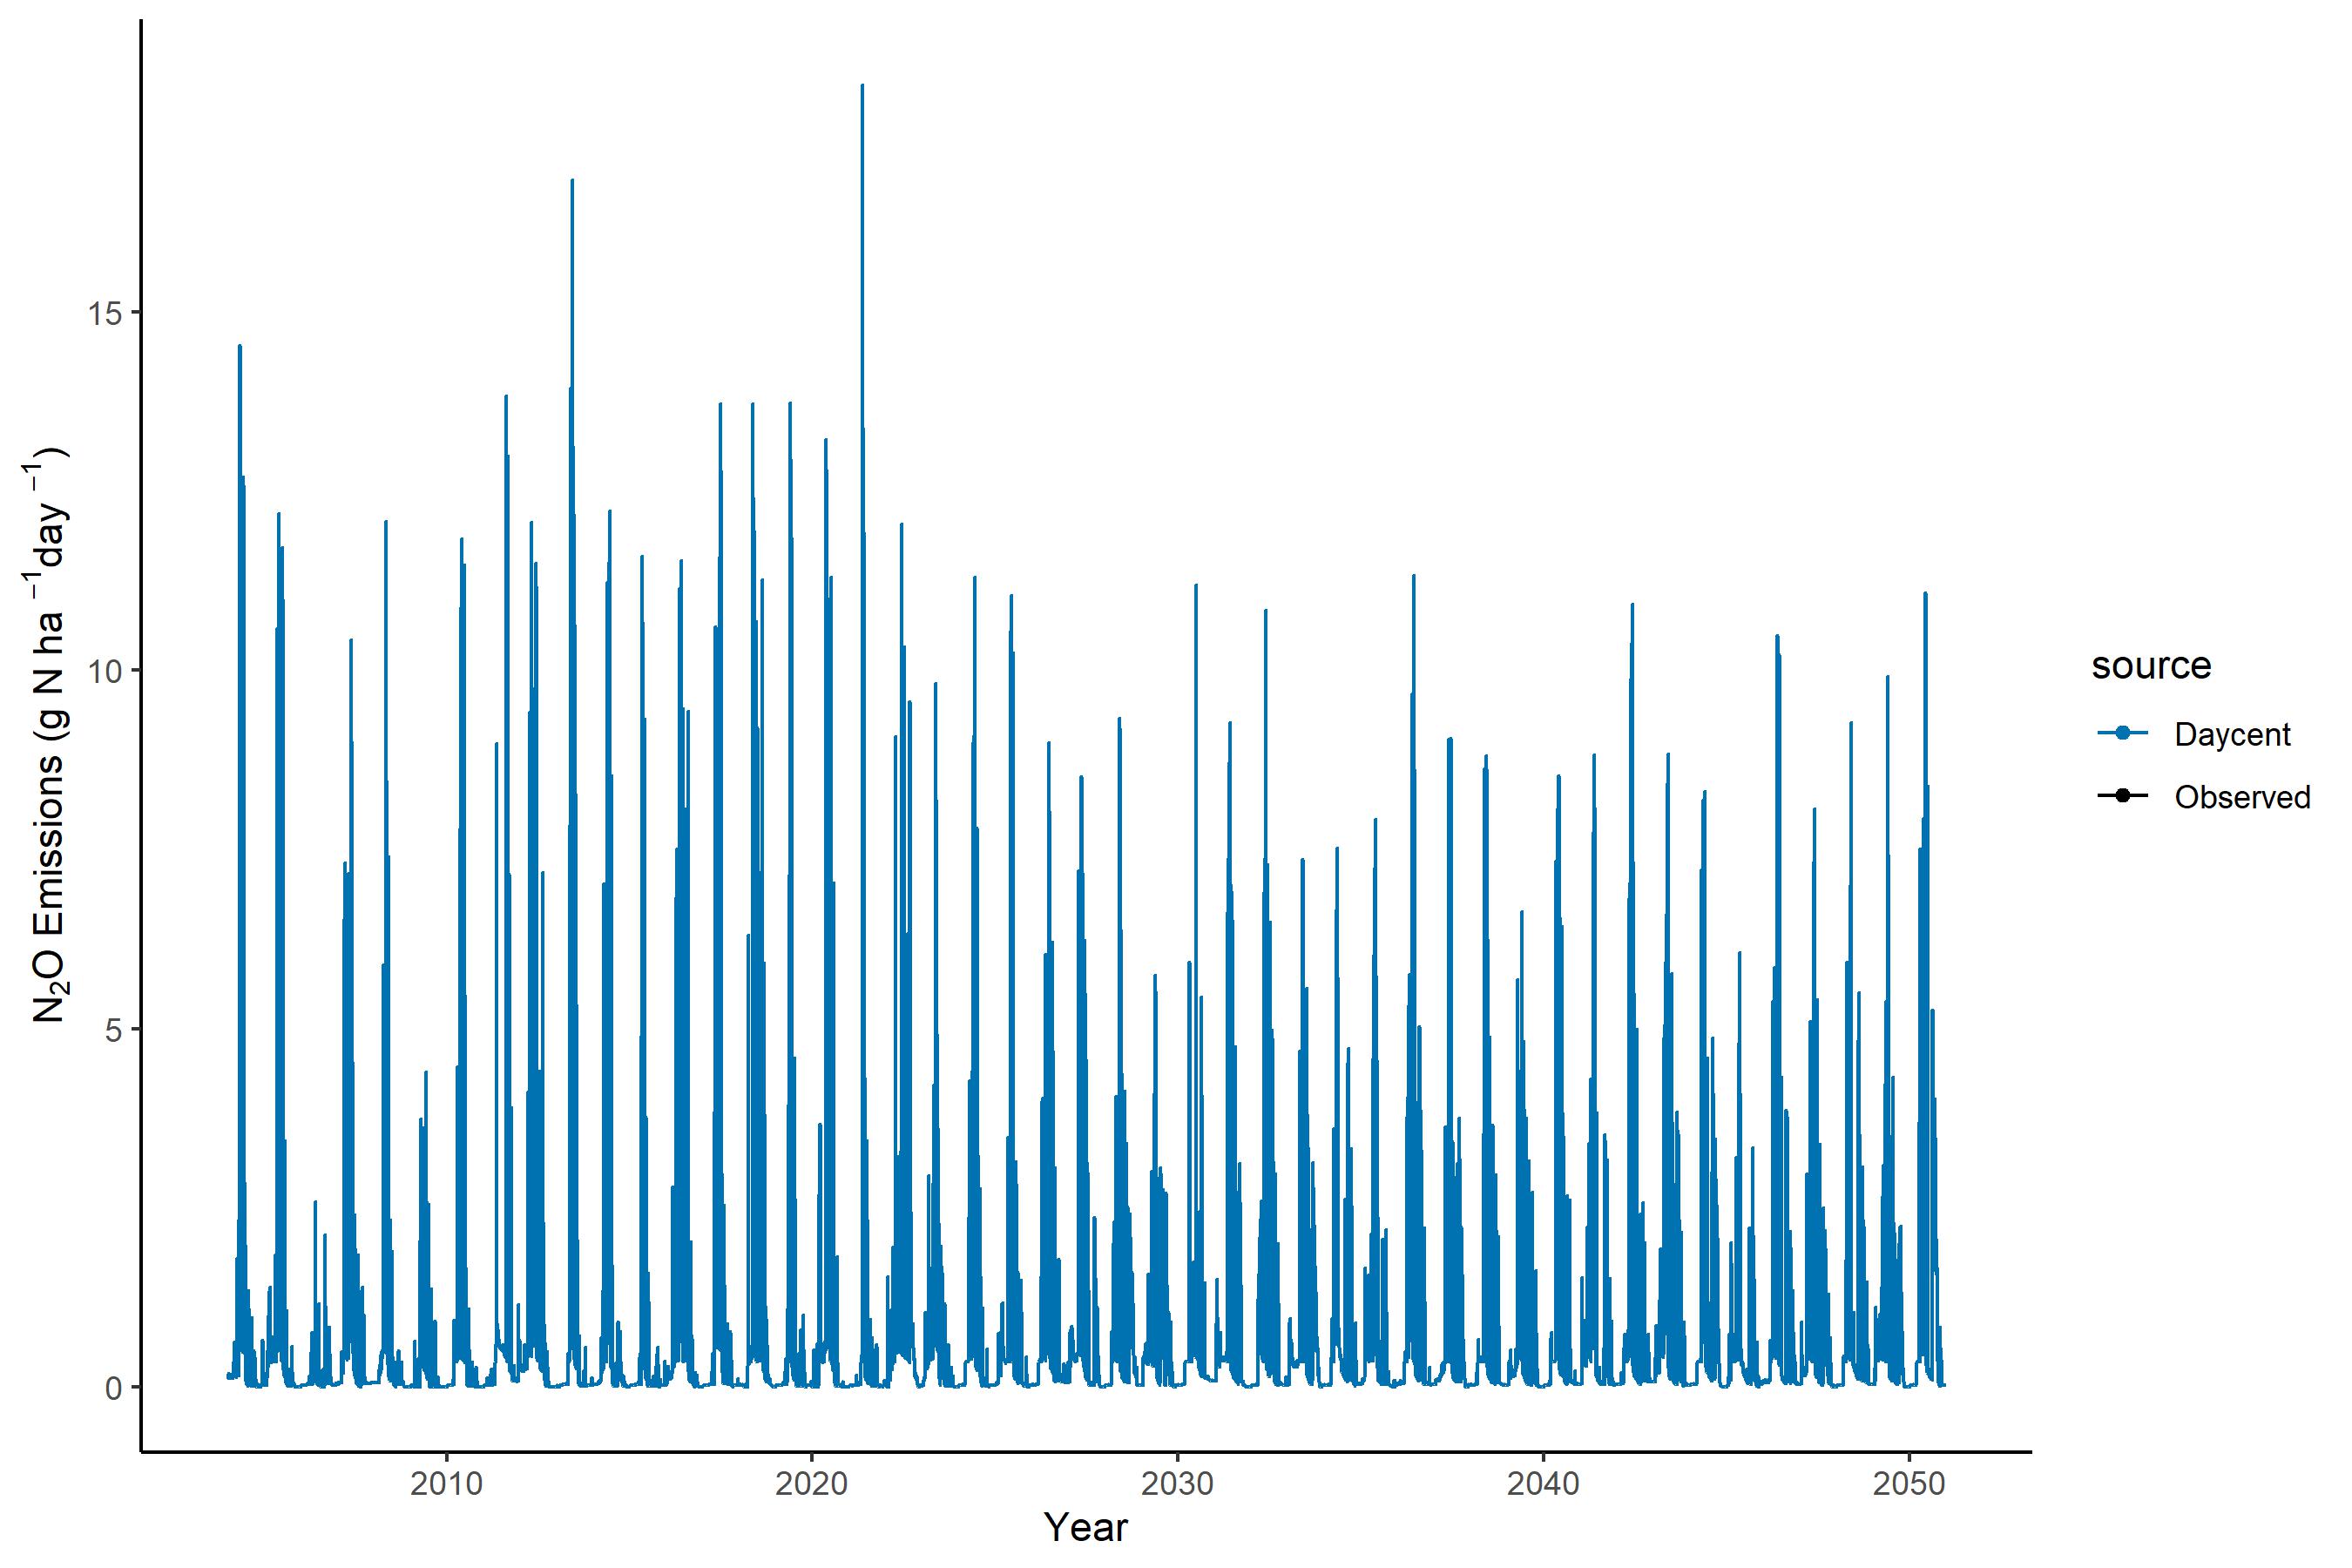 N₂O Emissions (g N ha ⁻¹day ⁻¹)
15
10
5
0
2010 2020 2030 2040 2050
Year
source
Daycent
Observed